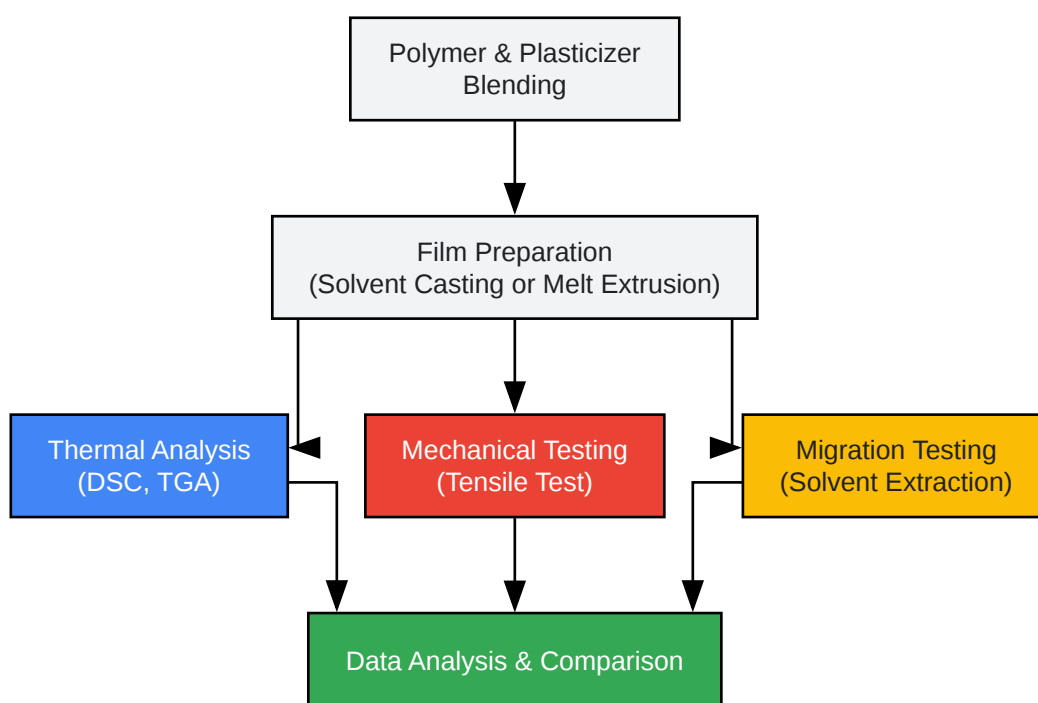 Polymer & Plasticizer
Blending
Film Preparation
(Solvent Casting or Melt Extrusion)
Thermal Analysis
(DSC, TGA)
Mechanical Testing
(Tensile Test)
Migration Testing
(Solvent Extraction)
Data Analysis & Comparison